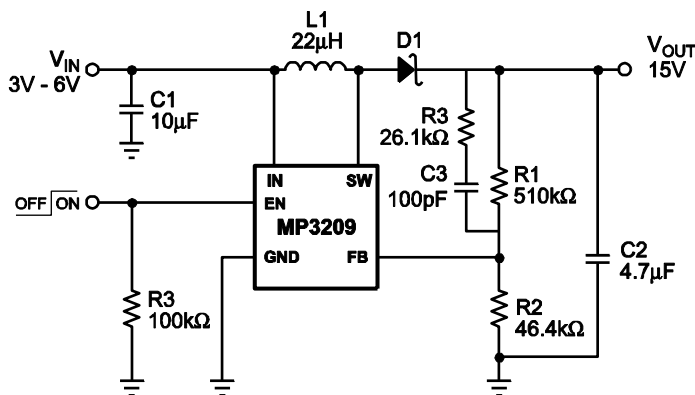 L1
22µH
D1
VIN
3V - 6V
VOUT
15V
C1
10µF
R3
26.1kΩ
C3
100pF
R1
510kΩ
IN
SW
OFF ON
EN
MP3209
GND
FB
C2
4.7µF
R3
100kΩ
R2
46.4kΩ